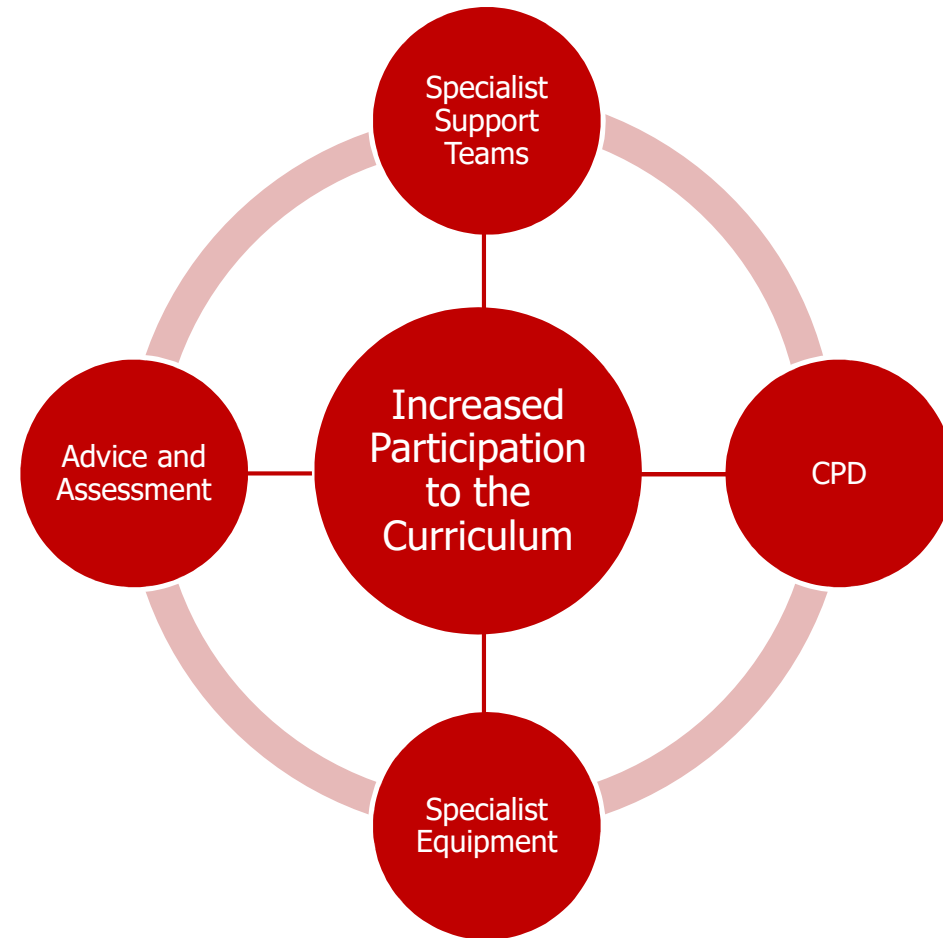 Specialist
Support
Teams
Advice and
Assessment
Increased
Participation
to the
Curriculum
CPD
Specialist
Equipment